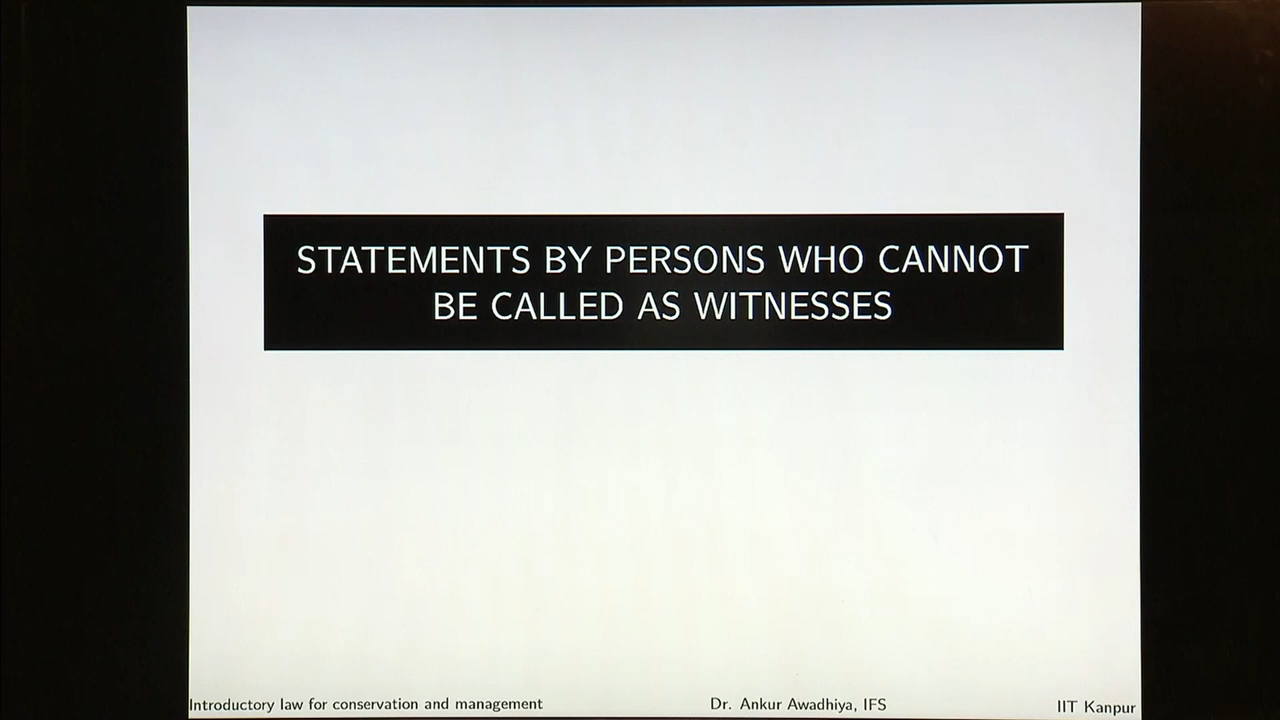 STATEMENTS BY PERSONS WHO CANNOT
BE CALLED AS WITNESSES
Introductory law for conservation and management Dr. Ankur Awadhiya, IFS IIT Kanpur